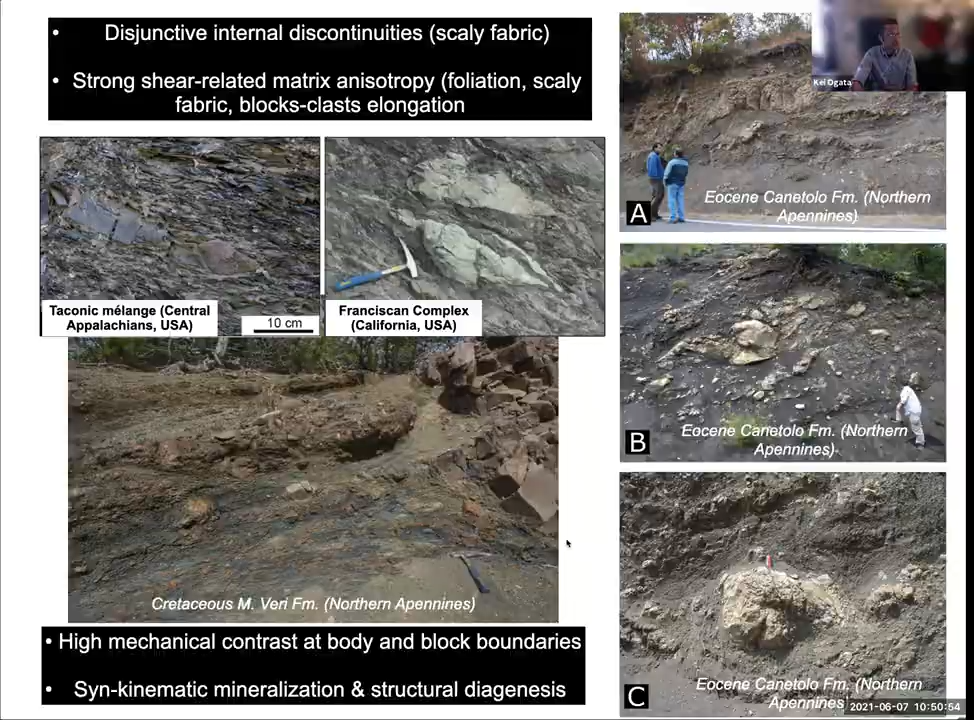 • Disjunctive internal discontinuities (scaly fabric)
• Strong shear-related matrix anisotropy (foliation, scaly
fabric, blocks-clasts elongation
Taconic mélange (Central
Appalachians, USA)
10 cm
Franciscan Complex
(California, USA)
Cretaceous M. Veri Fm. (Northern Apennines)
• High mechanical contrast at body and block boundaries
• Syn-kinematic mineralization & structural diagenesis
Kei Ogata
A
Eocene Canetolo Fm. (Northern
Apennines)
B
Eocene Canetolo Fm. (Northern
Apennines)
C
Eocene Canetolo Fm. (Northern
Apennines)
2021-06-07 10:50:54